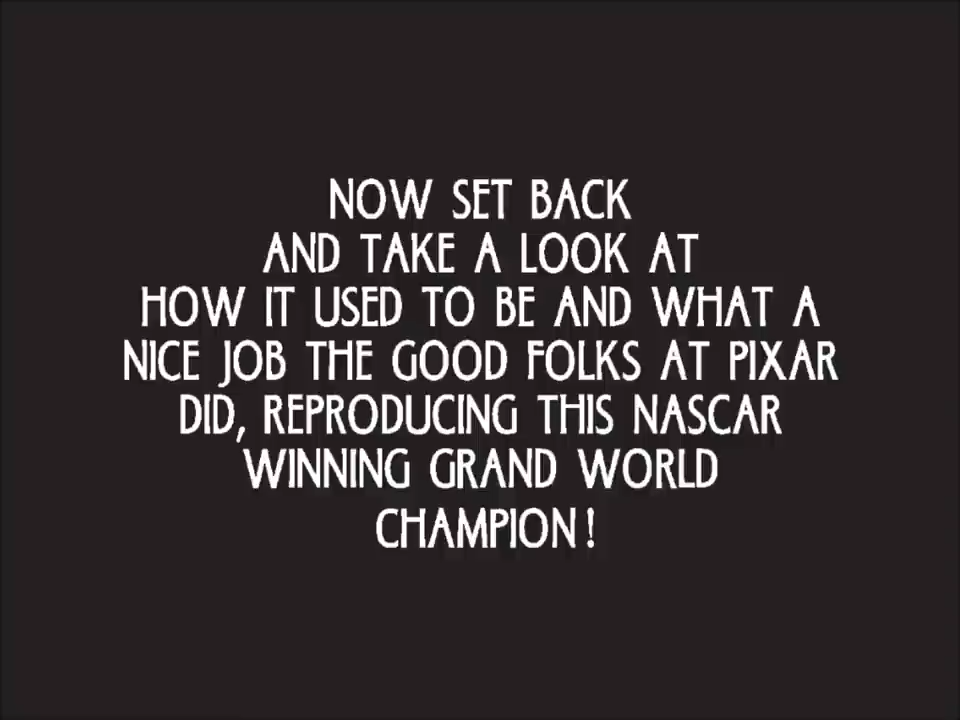 NOW SET BACK
AND TAKE A LOOK AT
HOW IT USED TO BE AND WHAT A
NICE JOB THE GOOD FOLKS AT PIXAR
DID, REPRODUCING THIS NASCAR
WINNING GRAND WORLD
CHAMPION!